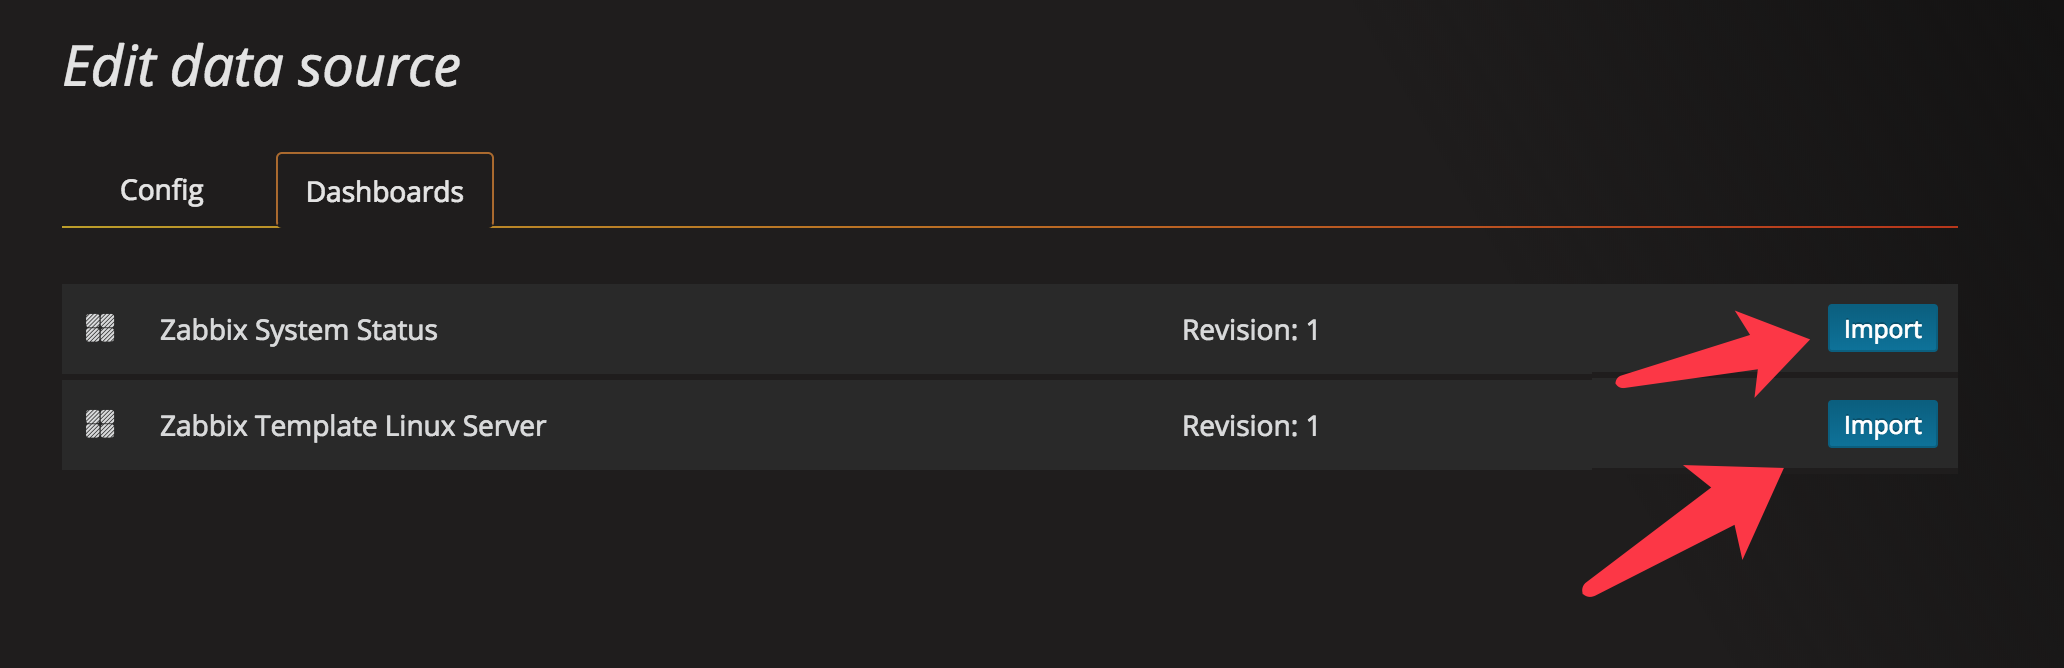 Edit data source
Config Dashboards
Zabbix System Status Revision: 1 Import
Zabbix Template Linux Server Revision: 1 Import